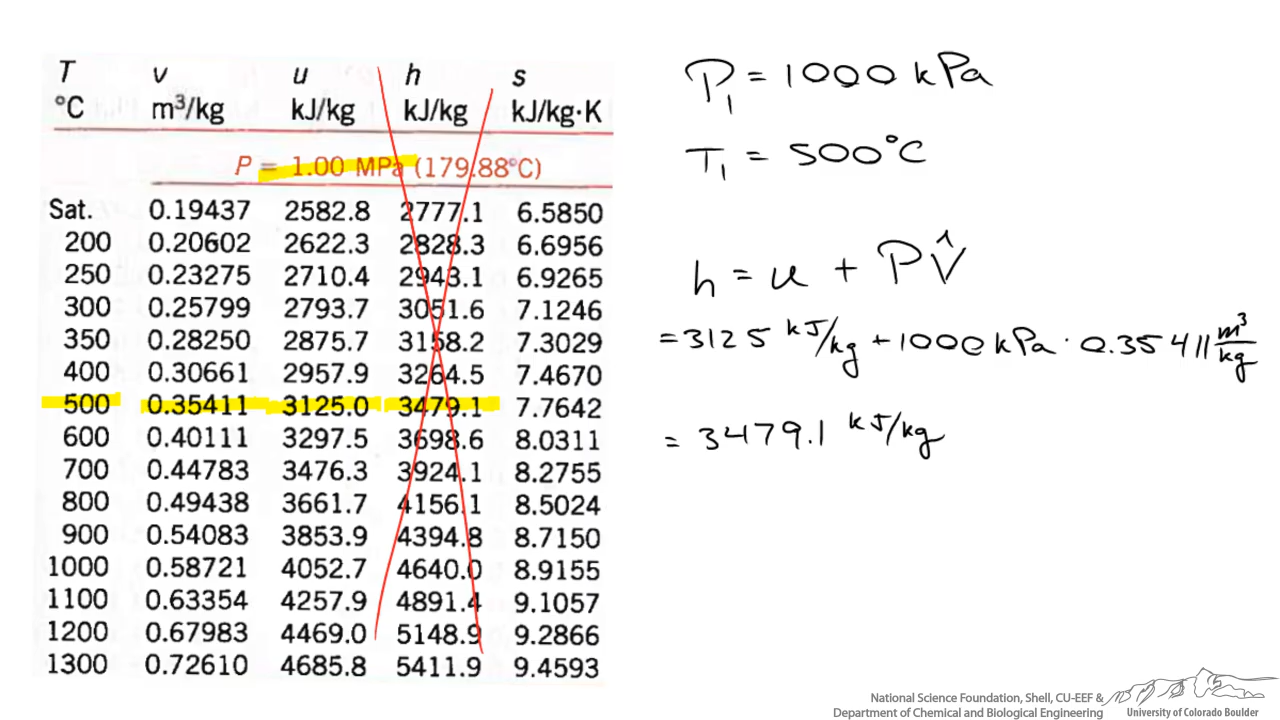 T v u h s
°C m³/kg kJ/kg kJ/kg kJ/kg·K
P = 1.00 MPa (179.88°C)
Sat. 0.19437 2582.8 2777.1 6.5850
200 0.20602 2622.3 2828.3 6.6956
250 0.23275 2710.4 2943.1 6.9265
300 0.25799 2793.7 3051.6 7.1246
350 0.28250 2875.7 3158.2 7.3029
400 0.30661 2957.9 3264.5 7.4670
500 0.35411 3125.0 3479.1 7.7642
600 0.40111 3297.5 3698.6 8.0311
700 0.44783 3476.3 3924.1 8.2755
800 0.49438 3661.7 4156.1 8.5024
900 0.54083 3853.9 4394.8 8.7150
1000 0.58721 4052.7 4640.0 8.9155
1100 0.63354 4257.9 4891.4 9.1057
1200 0.67983 4469.0 5148.9 9.2866
1300 0.72610 4685.8 5411.9 9.4593
P₁ = 1000 kPa
T₁ = 500°C
h = u + PV̂
= 3125 kJ/kg + 1000 kPa · 0.35411 m³/kg
= 3479.1 kJ/kg
National Science Foundation, Shell, CU-EEF &
Department of Chemical and Biological Engineering
University of Colorado Boulder